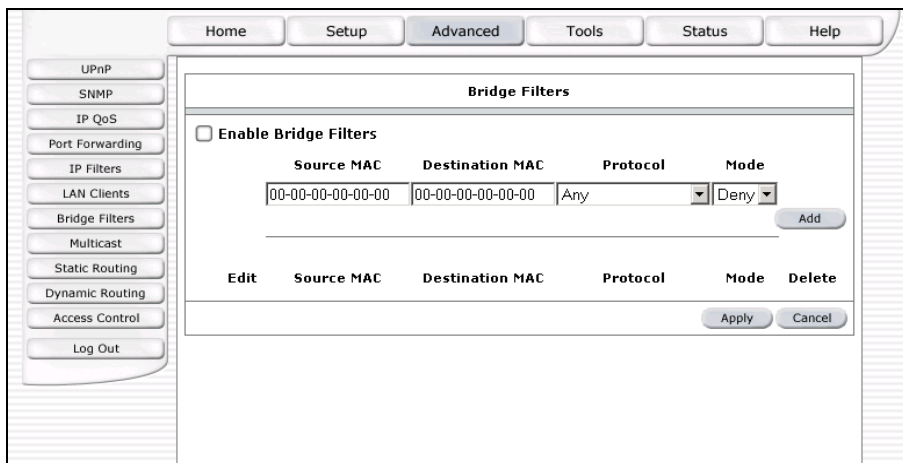 Home Setup Advanced Tools Status Help
UPnP
SNMP
IP QoS
Port Forwarding
IP Filters
LAN Clients
Bridge Filters
Multicast
Static Routing
Dynamic Routing
Access Control
Log Out
Bridge Filters
Enable Bridge Filters
Source MAC Destination MAC Protocol Mode
00-00-00-00-00-00 00-00-00-00-00-00 Any Deny
Add
Edit Source MAC Destination MAC Protocol Mode Delete
Apply Cancel